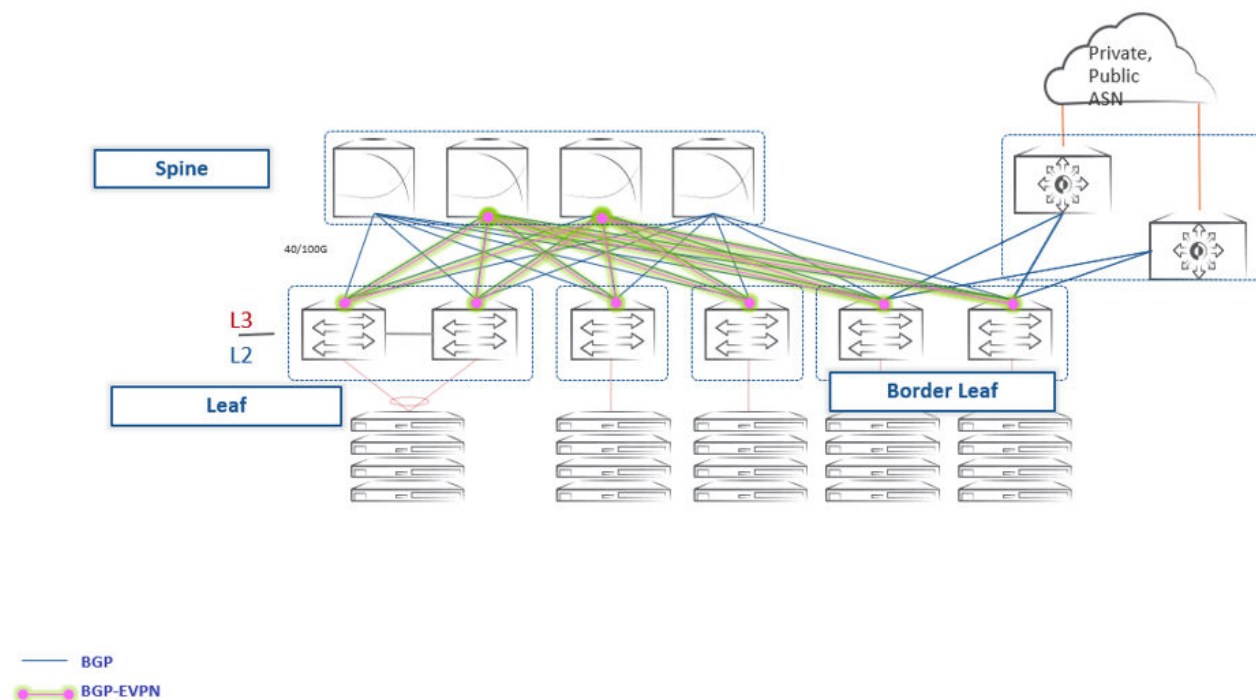 Private,
Public
ASN
Spine
40/100G
L3
L2
Leaf
Border Leaf
BGP
BGP-EVPN